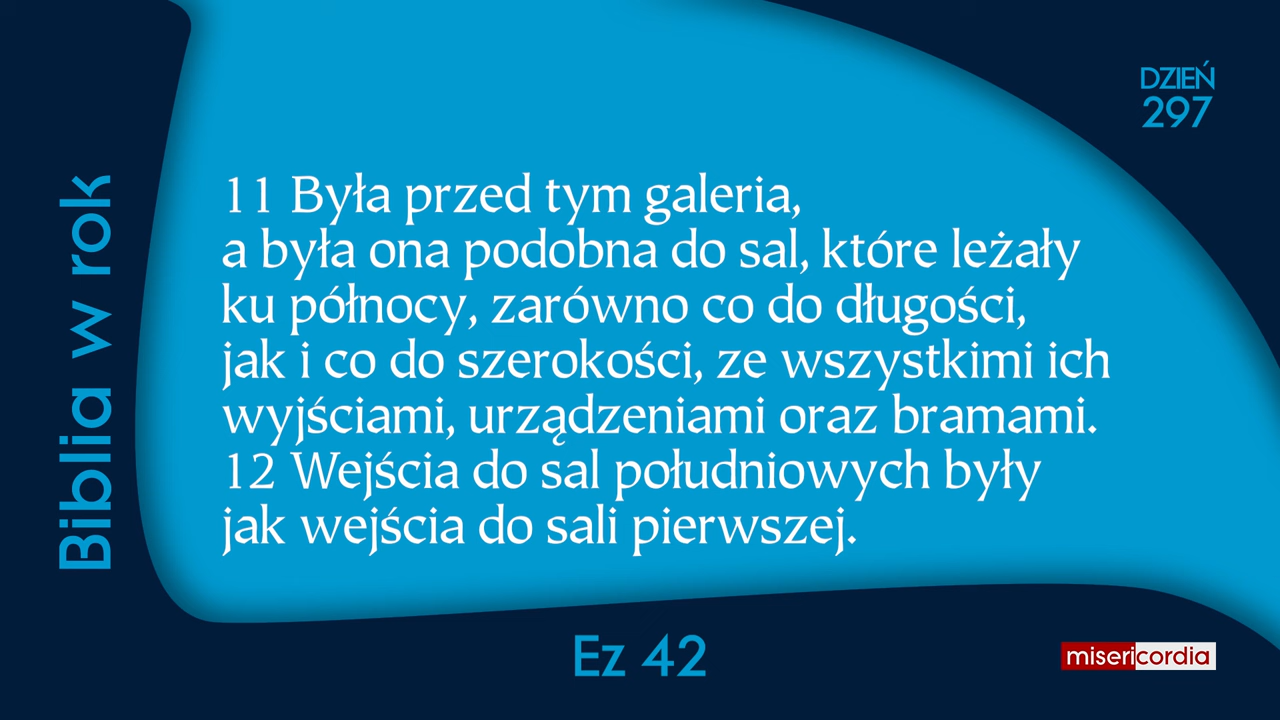 DZIEŃ
297
Biblia w rok
11 Była przed tym galeria,
a była ona podobna do sal, które leżały
ku północy, zarówno co do długości,
jak i co do szerokości, ze wszystkimi ich
wyjściami, urządzeniami oraz bramami.
12 Wejścia do sal południowych były
jak wejścia do sali pierwszej.
Ez 42
misericordia